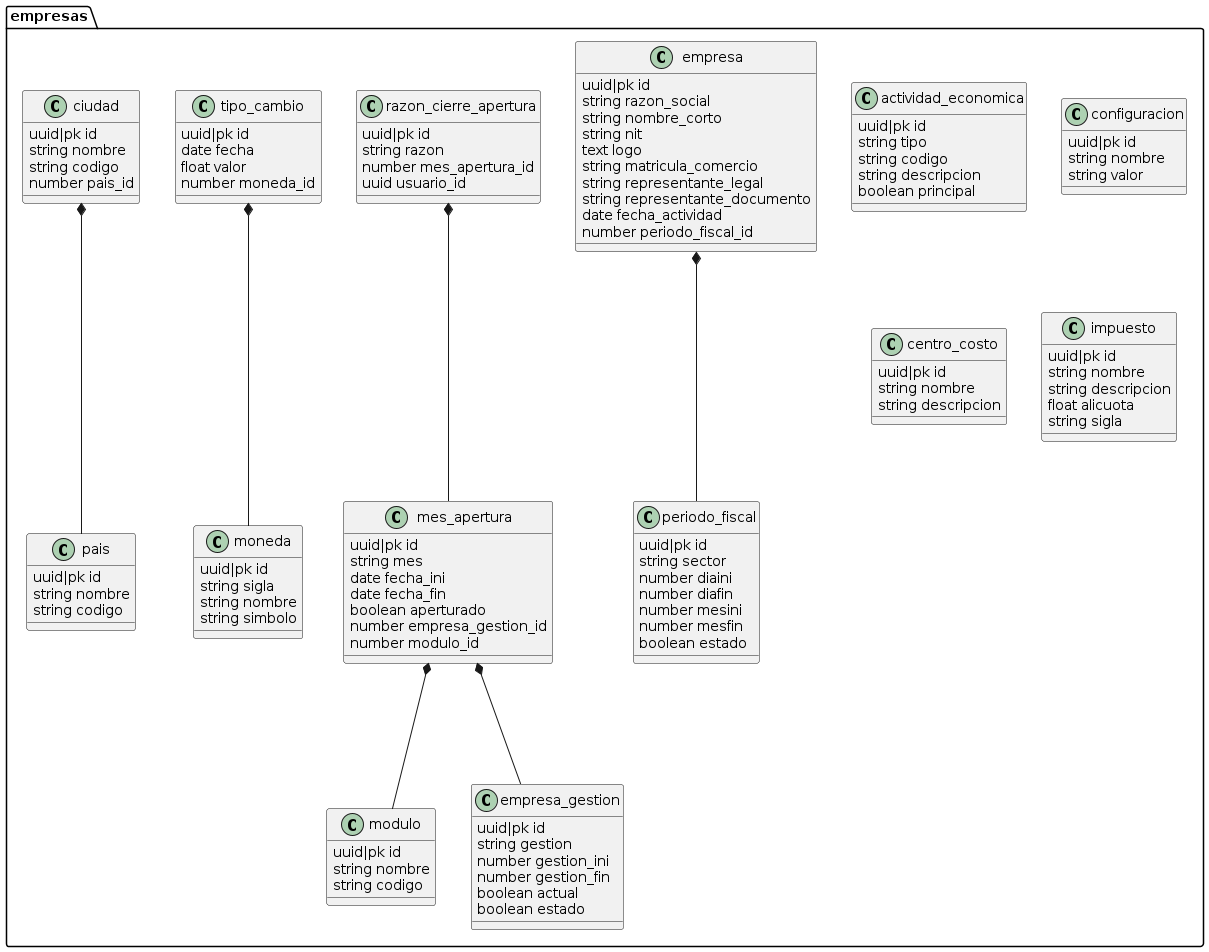 empresas
C ciudad
uuid|pk id
string nombre
string codigo
number pais_id
C tipo_cambio
uuid|pk id
date fecha
float valor
number moneda_id
C razon_cierre_apertura
uuid|pk id
string razon
number mes_apertura_id
uuid usuario_id
C empresa
uuid|pk id
string razon_social
string nombre_corto
string nit
text logo
string matricula_comercio
string representante_legal
string representante_documento
date fecha_actividad
number periodo_fiscal_id
C actividad_economica
uuid|pk id
string tipo
string codigo
string descripcion
boolean principal
C configuracion
uuid|pk id
string nombre
string valor
C centro_costo
uuid|pk id
string nombre
string descripcion
C impuesto
uuid|pk id
string nombre
string descripcion
float alicuota
string sigla
C pais
uuid|pk id
string nombre
string codigo
C moneda
uuid|pk id
string sigla
string nombre
string simbolo
C mes_apertura
uuid|pk id
string mes
date fecha_ini
date fecha_fin
boolean aperturado
number empresa_gestion_id
number modulo_id
C periodo_fiscal
uuid|pk id
string sector
number diaini
number diafin
number mesini
number mesfin
boolean estado
C modulo
uuid|pk id
string nombre
string codigo
C empresa_gestion
uuid|pk id
string gestion
number gestion_ini
number gestion_fin
boolean actual
boolean estado